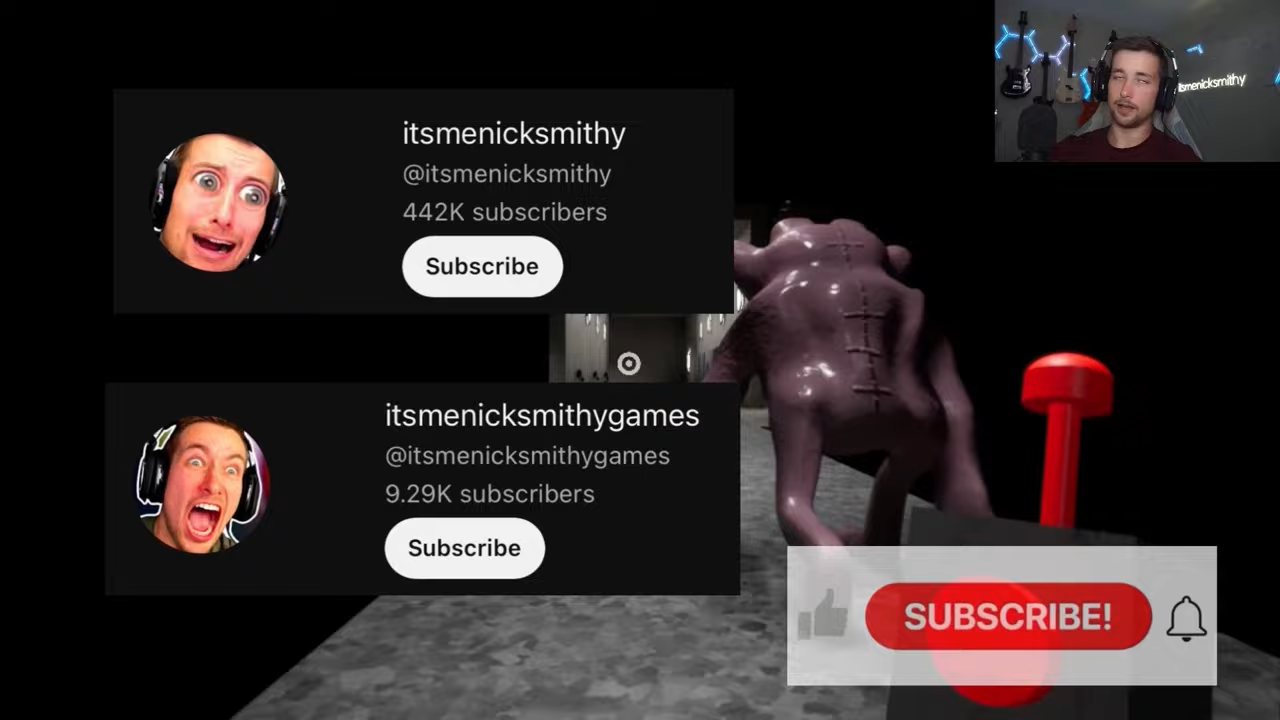 itsmenicksmithy
itsmenicksmithy
@itsmenicksmithy
442K subscribers
Subscribe
itsmenicksmithygames
@itsmenicksmithygames
9.29K subscribers
Subscribe
SUBSCRIBE!